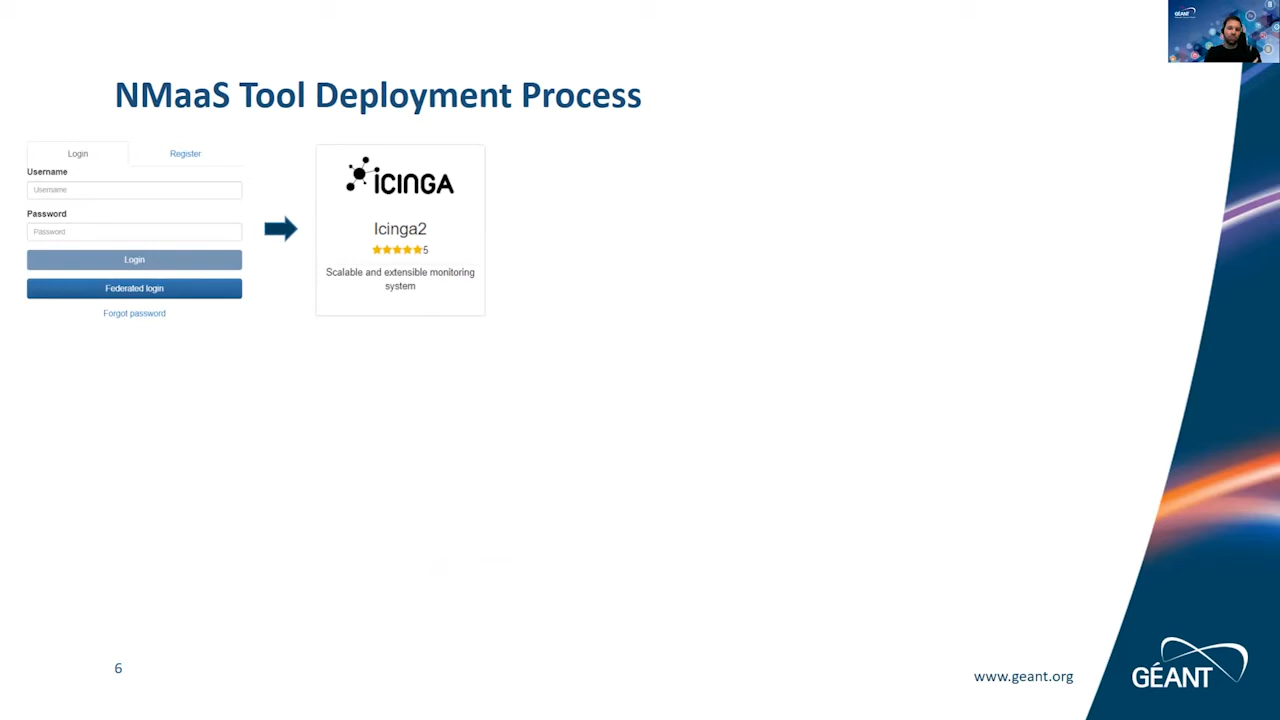 GÉANT
NMaaS Tool Deployment Process
Login
Register
Username
Username
Password
Password
Login
Federated login
Forgot password
ICINGA
Icinga2
5
Scalable and extensible monitoring
system
6
www.geant.org
GÉANT